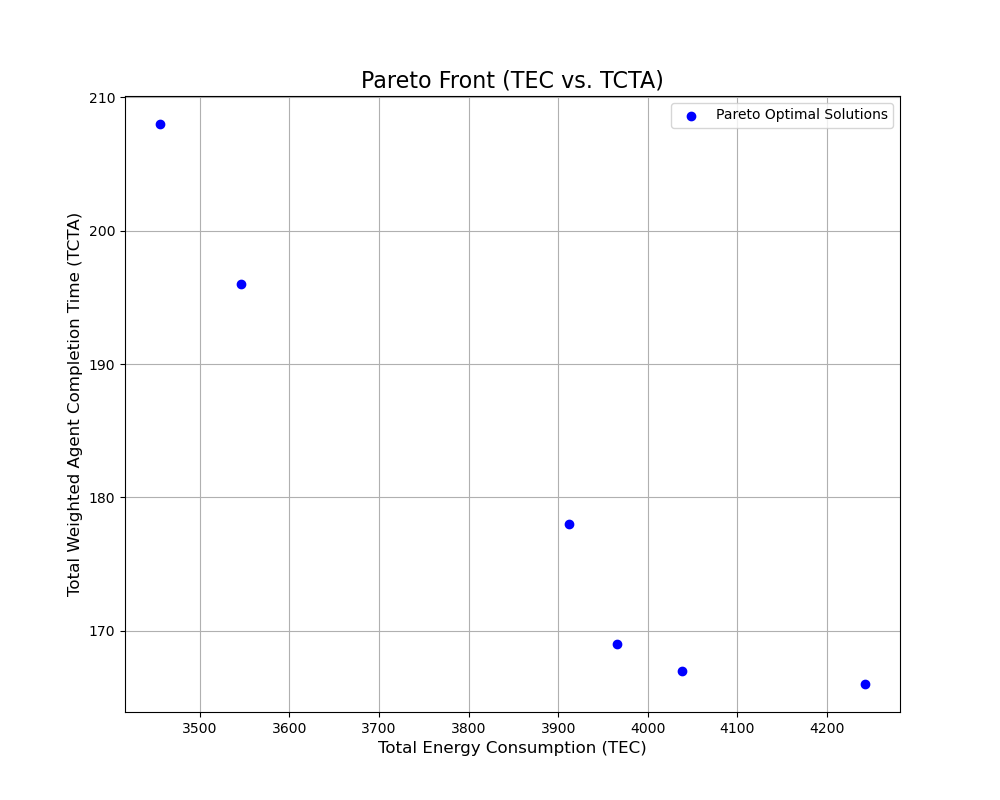 Pareto Front (TEC vs. TCTA)
Pareto Optimal Solutions
Total Weighted Agent Completion Time (TCTA)
210
200
190
180
170
3500 3600 3700 3800 3900 4000 4100 4200
Total Energy Consumption (TEC)